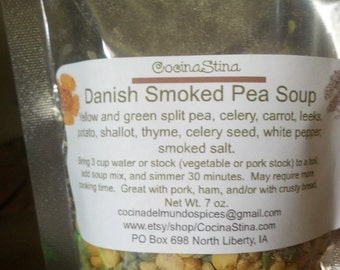 CocinaStina
Danish Smoked Pea Soup
Yellow and green split pea, celery, carrot, leeks,
potato, shallot, thyme, celery seed, white pepper,
smoked salt.
Bring 3 cup water or stock (vegetable or pork stock) to a boil,
add soup mix, and simmer 30 minutes. May require more
cooking time. Great with pork, ham, and/or with crusty bread.
Net Wt. 7 oz.
cocinadelmundospices@gmail.com
www.etsy/shop/CocinaStina.com
PO Box 698 North Liberty, IA